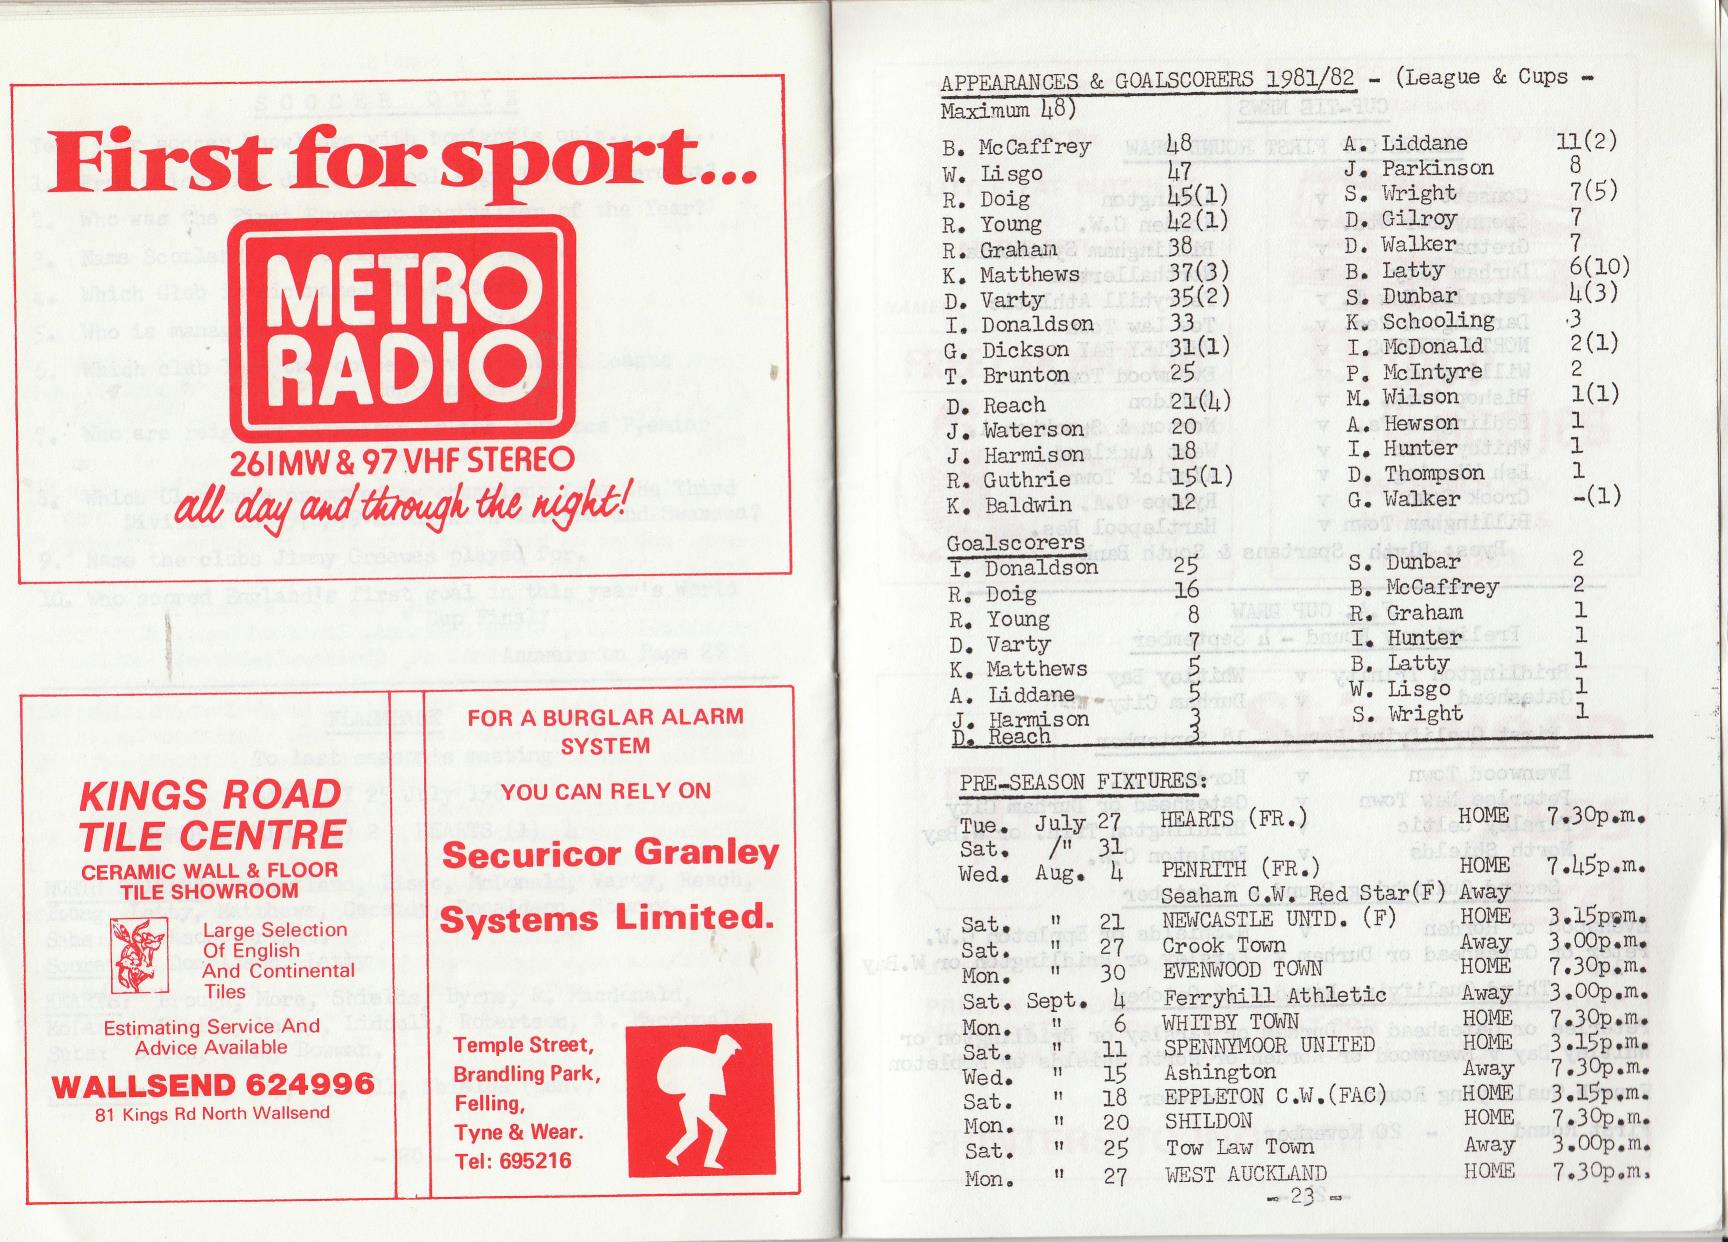 First for sport...
METRO
RADIO
261MW & 97 VHF STEREO
all day and through the night!
KINGS ROAD
TILE CENTRE
CERAMIC WALL & FLOOR
TILE SHOWROOM
Large Selection
Of English
And Continental
Tiles
Estimating Service And
Advice Available
WALLSEND 624996
81 Kings Rd North Wallsend
FOR A BURGLAR ALARM
SYSTEM
YOU CAN RELY ON
Securicor Granley
Systems Limited.
Temple Street,
Brandling Park,
Felling,
Tyne & Wear.
Tel: 695216
APPEARANCES & GOALSCORERS 1981/82 - (League & Cups -
Maximum 48)
B. McCaffrey 48
W. Lisgo 47
R. Doig 45(1)
R. Young 42(1)
R. Graham 38
K. Matthews 37(3)
D. Varty 35(2)
I. Donaldson 33
G. Dickson 31(1)
T. Brunton 25
D. Reach 21(4)
J. Waterson 20
J. Harmison 18
R. Guthrie 15(1)
K. Baldwin 12
A. Liddane 11(2)
J. Parkinson 8
S. Wright 7(5)
D. Gilroy 7
D. Walker 7
B. Latty 6(10)
S. Dunbar 4(3)
K. Schooling 3
I. McDonald 2(1)
P. McIntyre 2
M. Wilson 1(1)
A. Hewson 1
I. Hunter 1
D. Thompson 1
G. Walker -(1)
Goalscorers
I. Donaldson 25
R. Doig 16
R. Young 8
D. Varty 7
K. Matthews 5
A. Liddane 5
J. Harmison 3
D. Reach 3
S. Dunbar 2
B. McCaffrey 2
R. Graham 1
I. Hunter 1
B. Latty 1
W. Lisgo 1
S. Wright 1
PRE-SEASON FIXTURES:
Tue. July 27 HEARTS (FR.) HOME 7.30p.m.
Sat. /" 31
Wed. Aug. 4 PENRITH (FR.) HOME 7.45p.m.
Seaham C.W. Red Star(F) Away
Sat. " 21 NEWCASTLE UNTD. (F) HOME 3.15p.m.
Sat. " 27 Crook Town Away 3.00p.m.
Mon. " 30 EVENWOOD TOWN HOME 7.30p.m.
Sat. Sept. 4 Ferryhill Athletic Away 3.00p.m.
Mon. " 6 WHITBY TOWN HOME 7.30p.m.
Sat. " 11 SPENNYMOOR UNITED HOME 3.15p.m.
Wed. " 15 Ashington Away 7.30p.m.
Sat. " 18 EPPLETON C.W.(FAC) HOME 3.15p.m.
Mon. " 20 SHILDON HOME 7.30p.m.
Sat. " 25 Tow Law Town Away 3.00p.m.
Mon. " 27 WEST AUCKLAND HOME 7.30p.m.
- 23 -